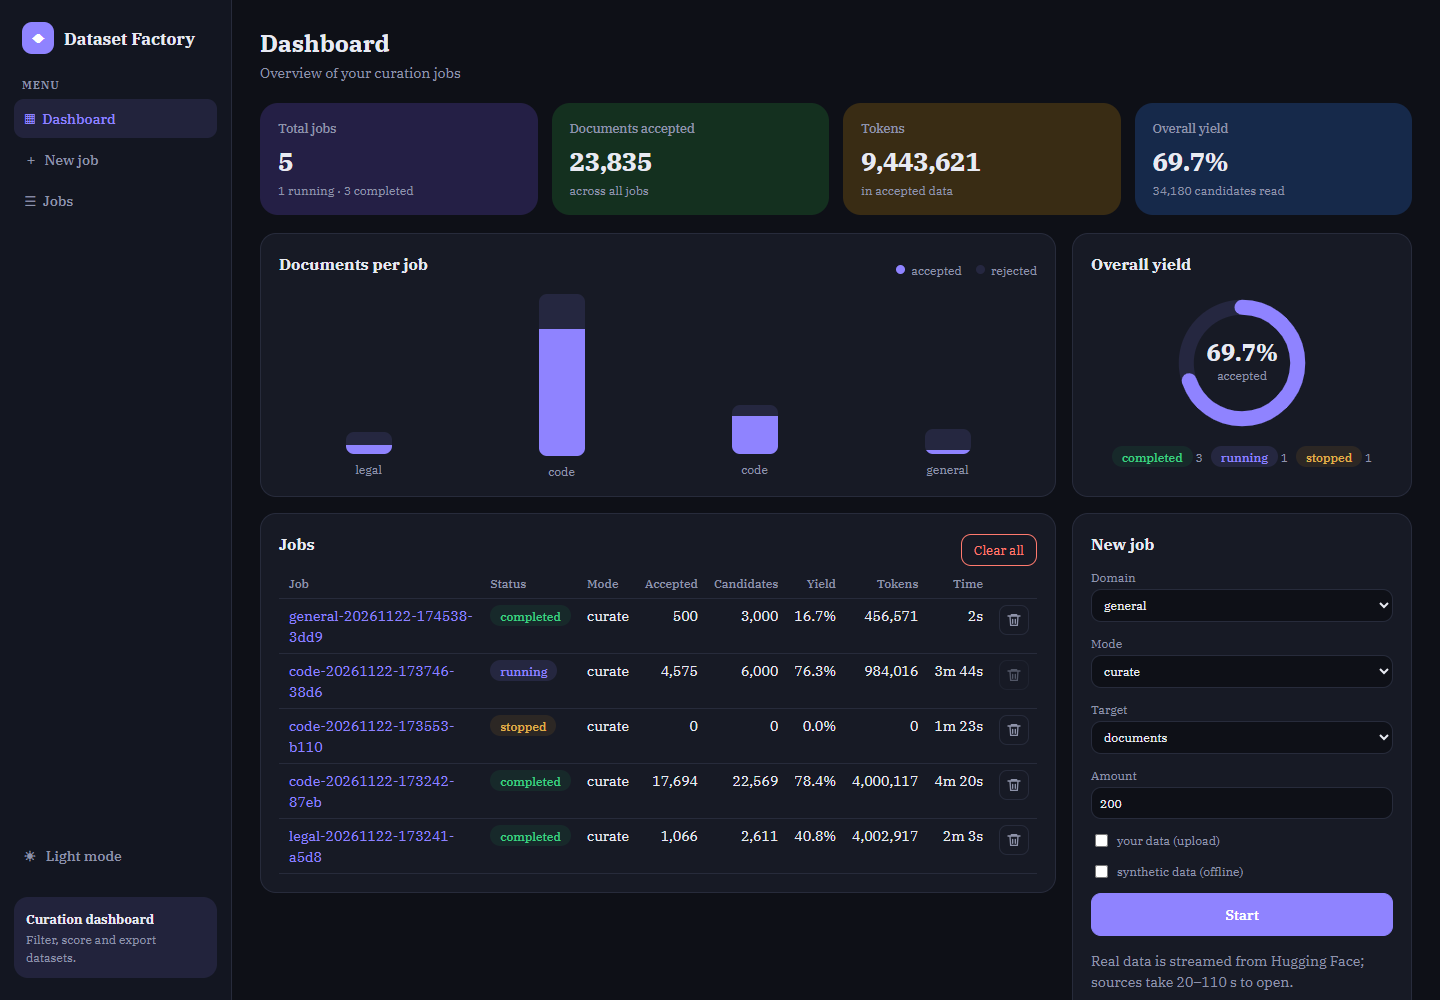 Dataset Factory
MENU
Dashboard
+ New job
Jobs
Light mode
Curation dashboard
Filter, score and export
datasets.
Dashboard
Overview of your curation jobs
Total jobs
5
1 running · 3 completed
Documents accepted
23,835
across all jobs
Tokens
9,443,621
in accepted data
Overall yield
69.7%
34,180 candidates read
Documents per job
accepted rejected
legal code code general
Overall yield
69.7%
accepted
completed 3 running 1 stopped 1
Jobs
Clear all
Job Status Mode Accepted Candidates Yield Tokens Time
general-20261122-174538-
3dd9 completed curate 500 3,000 16.7% 456,571 2s
code-20261122-173746-
38d6 running curate 4,575 6,000 76.3% 984,016 3m 44s
code-20261122-173553-
b110 stopped curate 0 0 0.0% 0 1m 23s
code-20261122-173242-
87eb completed curate 17,694 22,569 78.4% 4,000,117 4m 20s
legal-20261122-173241-
a5d8 completed curate 1,066 2,611 40.8% 4,002,917 2m 3s
New job
Domain
general
Mode
curate
Target
documents
Amount
200
your data (upload)
synthetic data (offline)
Start
Real data is streamed from Hugging Face;
sources take 20–110 s to open.